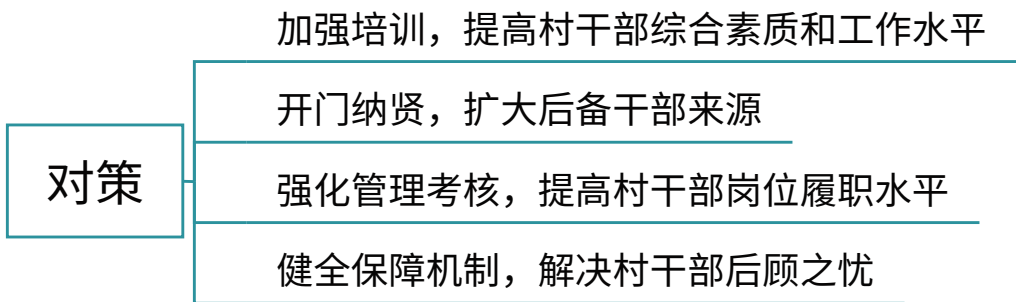 对策
加强培训，提高村干部综合素质和工作水平
开门纳贤，扩大后备干部来源
强化管理考核，提高村干部岗位履职水平
健全保障机制，解决村干部后顾之忧